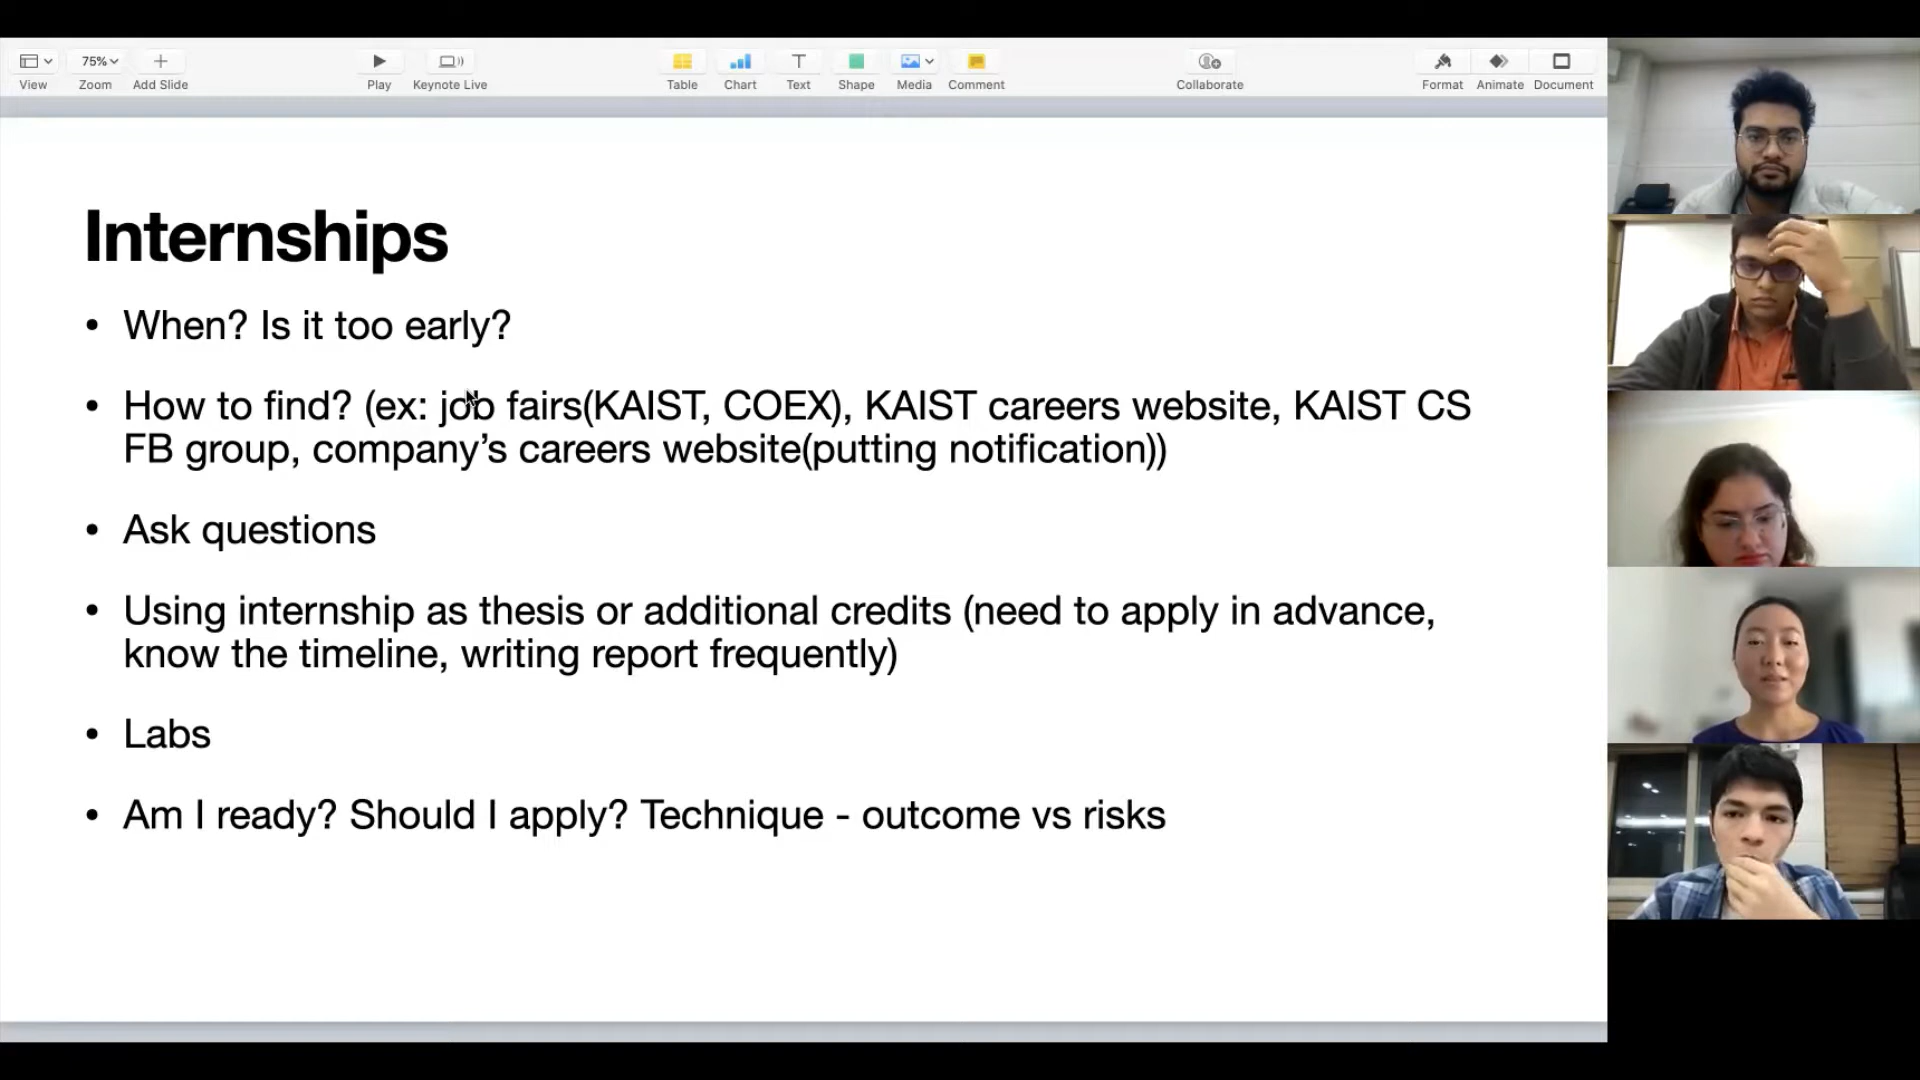 View
75%
Zoom
Add Slide
Play
Keynote Live
Table
Chart
T
Text
Shape
Media
Comment
Collaborate
Format
Animate
Document
Internships
• When? Is it too early?
• How to find? (ex: job fairs(KAIST, COEX), KAIST careers website, KAIST CS
FB group, company’s careers website(putting notification))
• Ask questions
• Using internship as thesis or additional credits (need to apply in advance,
know the timeline, writing report frequently)
• Labs
• Am I ready? Should I apply? Technique - outcome vs risks